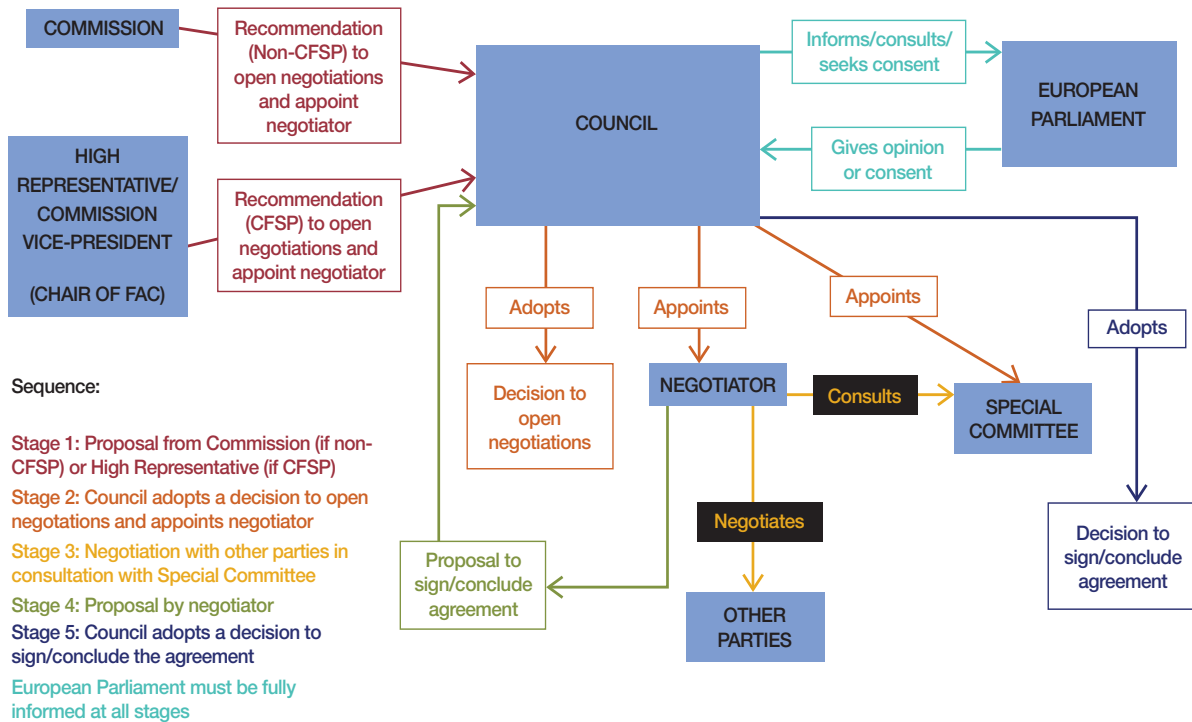 COMMISSION
Recommendation
(Non-CFSP) to
open negotiations
and appoint
negotiator
HIGH
REPRESENTATIVE/
COMMISSION
VICE-PRESIDENT
(CHAIR OF FAC)
Recommendation
(CFSP) to open
negotiations and
appoint negotiator
COUNCIL
Informs/consults/
seeks consent
EUROPEAN
PARLIAMENT
Gives opinion
or consent
Adopts
Appoints
Appoints
Adopts
Decision to
open
negotiations
NEGOTIATOR
Consults
SPECIAL
COMMITTEE
Negotiates
OTHER
PARTIES
Proposal to
sign/conclude
agreement
Decision to
sign/conclude
agreement
Sequence:
Stage 1: Proposal from Commission (if non-
CFSP) or High Representative (if CFSP)
Stage 2: Council adopts a decision to open
negotations and appoints negotiator
Stage 3: Negotiation with other parties in
consultation with Special Committee
Stage 4: Proposal by negotiator
Stage 5: Council adopts a decision to
sign/conclude the agreement
European Parliament must be fully
informed at all stages